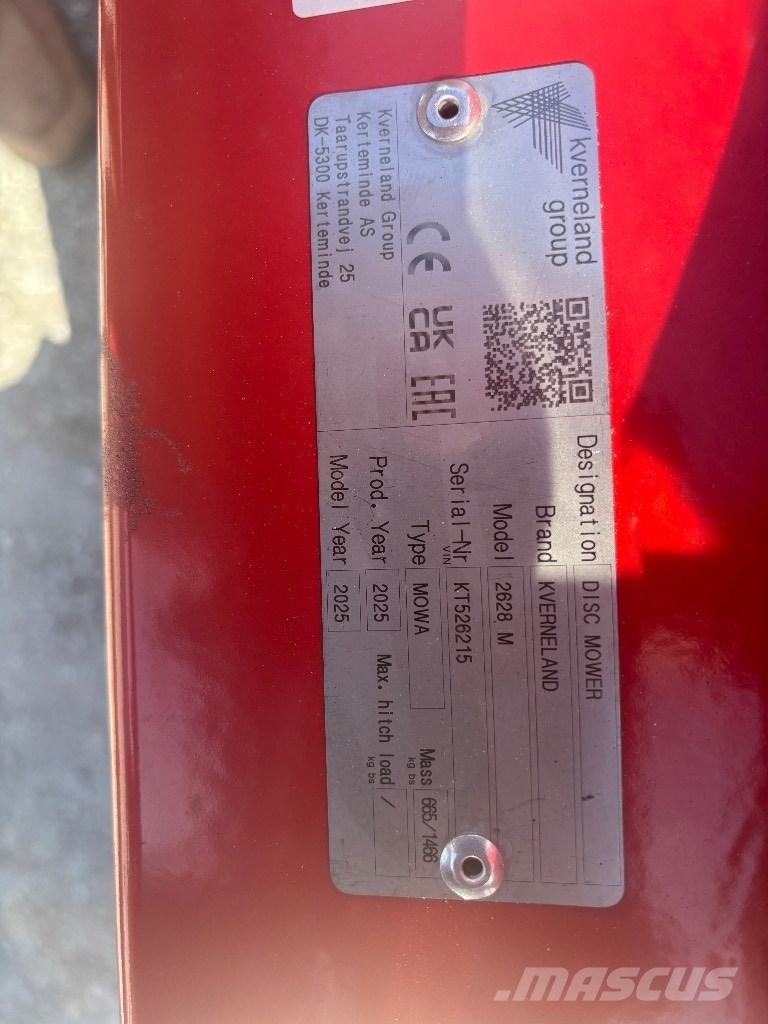 kverneland
group
Kverneland Group
Kerteminde AS
Taarupstrandvej 25
DK-5300 Kerteminde
CE UK CA EAC
Designation DISC MOWER
Brand KVERNELAND
Model 2628 M
Serial-Nr VIN KT526215
Type MOWA Mass kg bs 665/1466
Prod. Year 2025 Max. hitch load kg bs /
Model Year 2025
.MASCUS